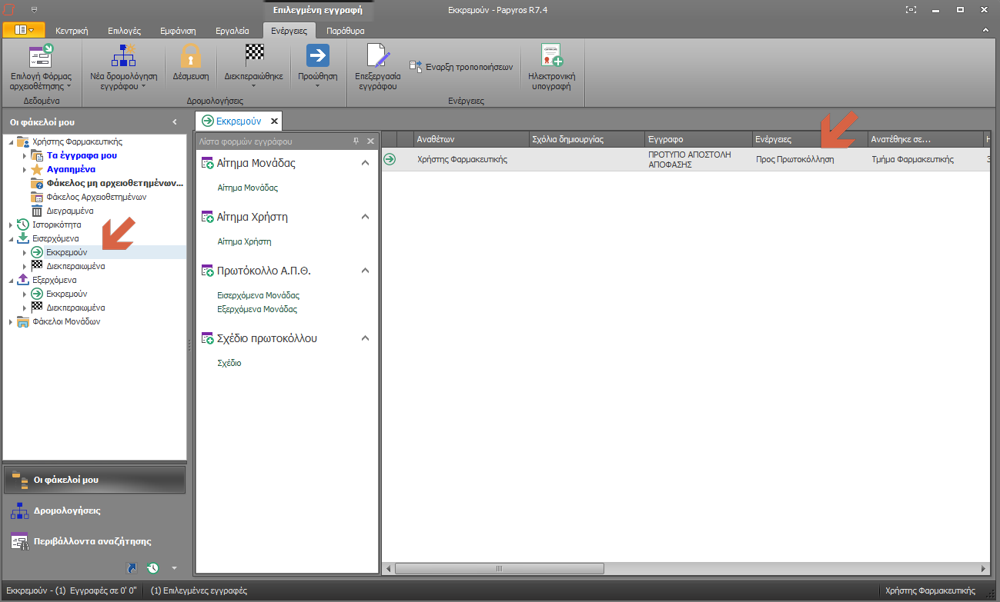 Επιλεγμένη εγγραφή
Εκκρεμούν - Papyros R7.4
Κεντρική
Επιλογές
Εμφάνιση
Εργαλεία
Ενέργειες
Παράθυρα
Επιλογή Φόρμας
αρχειοθέτησης
Νέα δρομολόγηση
εγγράφου
Δέσμευση
Διεκπεραιώθηκε
Προώθηση
Επεξεργασία
εγγράφου
Έναρξη τροποποιήσεων
Ηλεκτρονική
υπογραφή
Δεδομένα
Δρομολογήσεις
Ενέργειες
Οι φάκελοί μου
Χρήστης Φαρμακευτικής
Τα έγγραφα μου
Αγαπημένα
Φάκελος μη αρχειοθετημένων...
Φάκελος Αρχειοθετημένων
Διεγραμμένα
Ιστορικότητα
Εισερχόμενα
Εκκρεμούν
Διεκπεραιωμένα
Εξερχόμενα
Εκκρεμούν
Διεκπεραιωμένα
Φάκελοι Μονάδων
Οι φάκελοί μου
Δρομολογήσεις
Περιβάλλοντα αναζήτησης
Εκκρεμούν
Λίστα φορμών εγγράφου
Αίτημα Μονάδας
Αίτημα Μονάδας
Αίτημα Χρήστη
Αίτημα Χρήστη
Πρωτόκολλο Α.Π.Θ.
Εισερχόμενα Μονάδας
Εξερχόμενα Μονάδας
Σχέδιο πρωτοκόλλου
Σχέδιο
Αναθέτων
Σχόλια δημιουργίας
Έγγραφο
Ενέργειες
Ανατέθηκε σε...
Χρήστης Φαρμακευτικής
ΠΡΟΤΥΠΟ ΑΠΟΣΤΟΛΗ
ΑΠΟΦΑΣΗΣ
Προς Πρωτοκόλληση
Τμήμα Φαρμακευτικής
Εκκρεμούν - (1) Εγγραφές σε 0' 0"
(1) Επιλεγμένες εγγραφές
Χρήστης Φαρμακευτικής